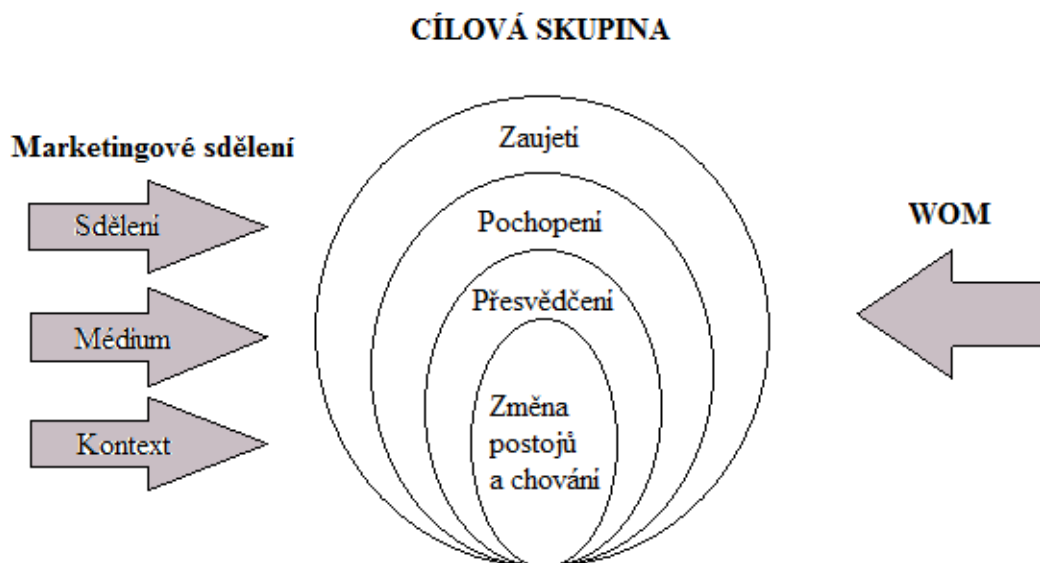 CÍLOVÁ SKUPINA
Marketingové sdělení
Sdělení
Médium
Kontext
Zaujetí
Pochopení
Přesvědčení
Změna
postojů
a chování
WOM